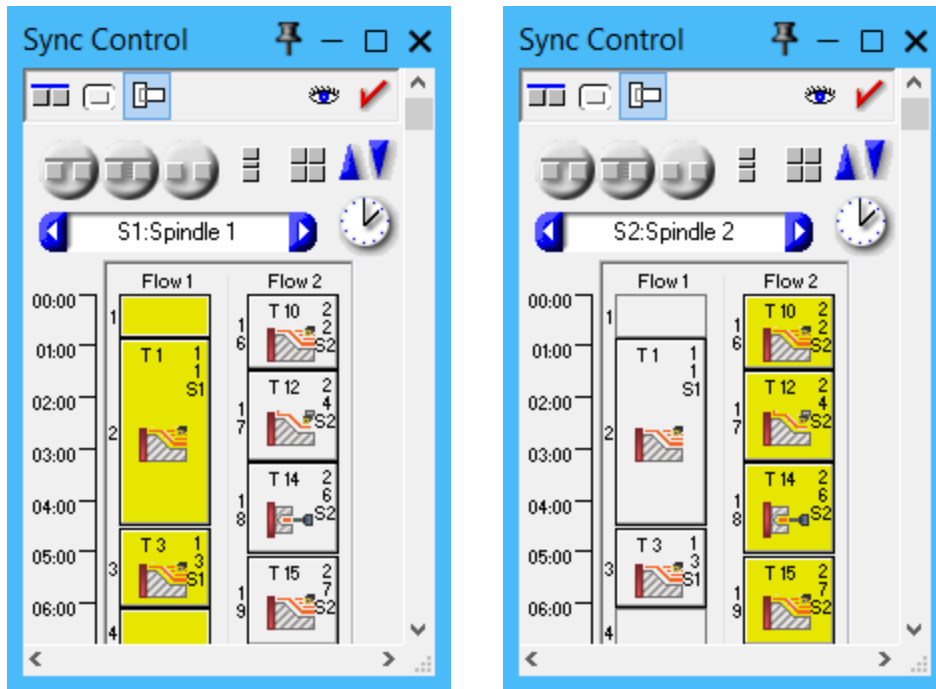 Sync Control
S1:Spindle 1
Flow 1 Flow 2
00:00
01:00
02:00
03:00
04:00
05:00
06:00
1
2
3
4
T 1 1
1
S1
T 3 1
3
S1
16
17
18
19
T 10 2
2
S2
T 12 2
4
S2
T 14 2
6
S2
T 15 2
7
S2
Sync Control
S2:Spindle 2
Flow 1 Flow 2
00:00
01:00
02:00
03:00
04:00
05:00
06:00
1
2
3
4
T 1 1
1
S1
T 3 1
3
S1
16
17
18
19
T 10 2
2
S2
T 12 2
4
S2
T 14 2
6
S2
T 15 2
7
S2